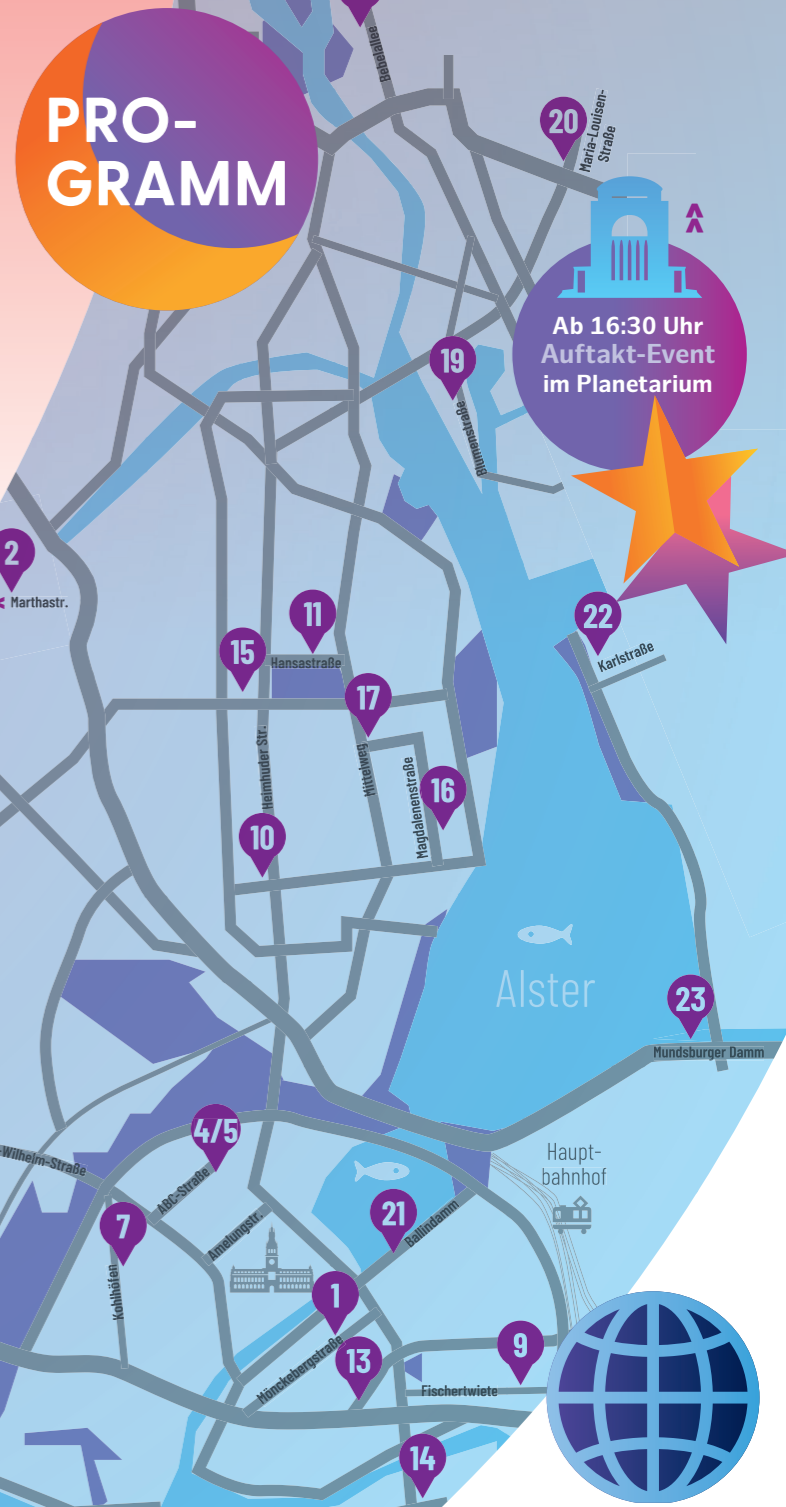 PRO-
GRAMM
Bebelallee
20
Maria-Louisen-
Straße
Ab 16:30 Uhr
Auftakt-Event
im Planetarium
19
Blumenstraße
2
Marthastr.
11
22
15
Hansastraße
Karlstraße
17
Heimhuder Str.
Mittelweg
Magdalenenstraße
16
10
Alster
23
Mundsburger Damm
4/5
-Wilhelm-Straße
ABC-Straße
Haupt-
bahnhof
7
21
Ballindamm
Amelungstr.
Kohlhöfen
1
13
Mönckebergstraße
9
Fischertwiete
14